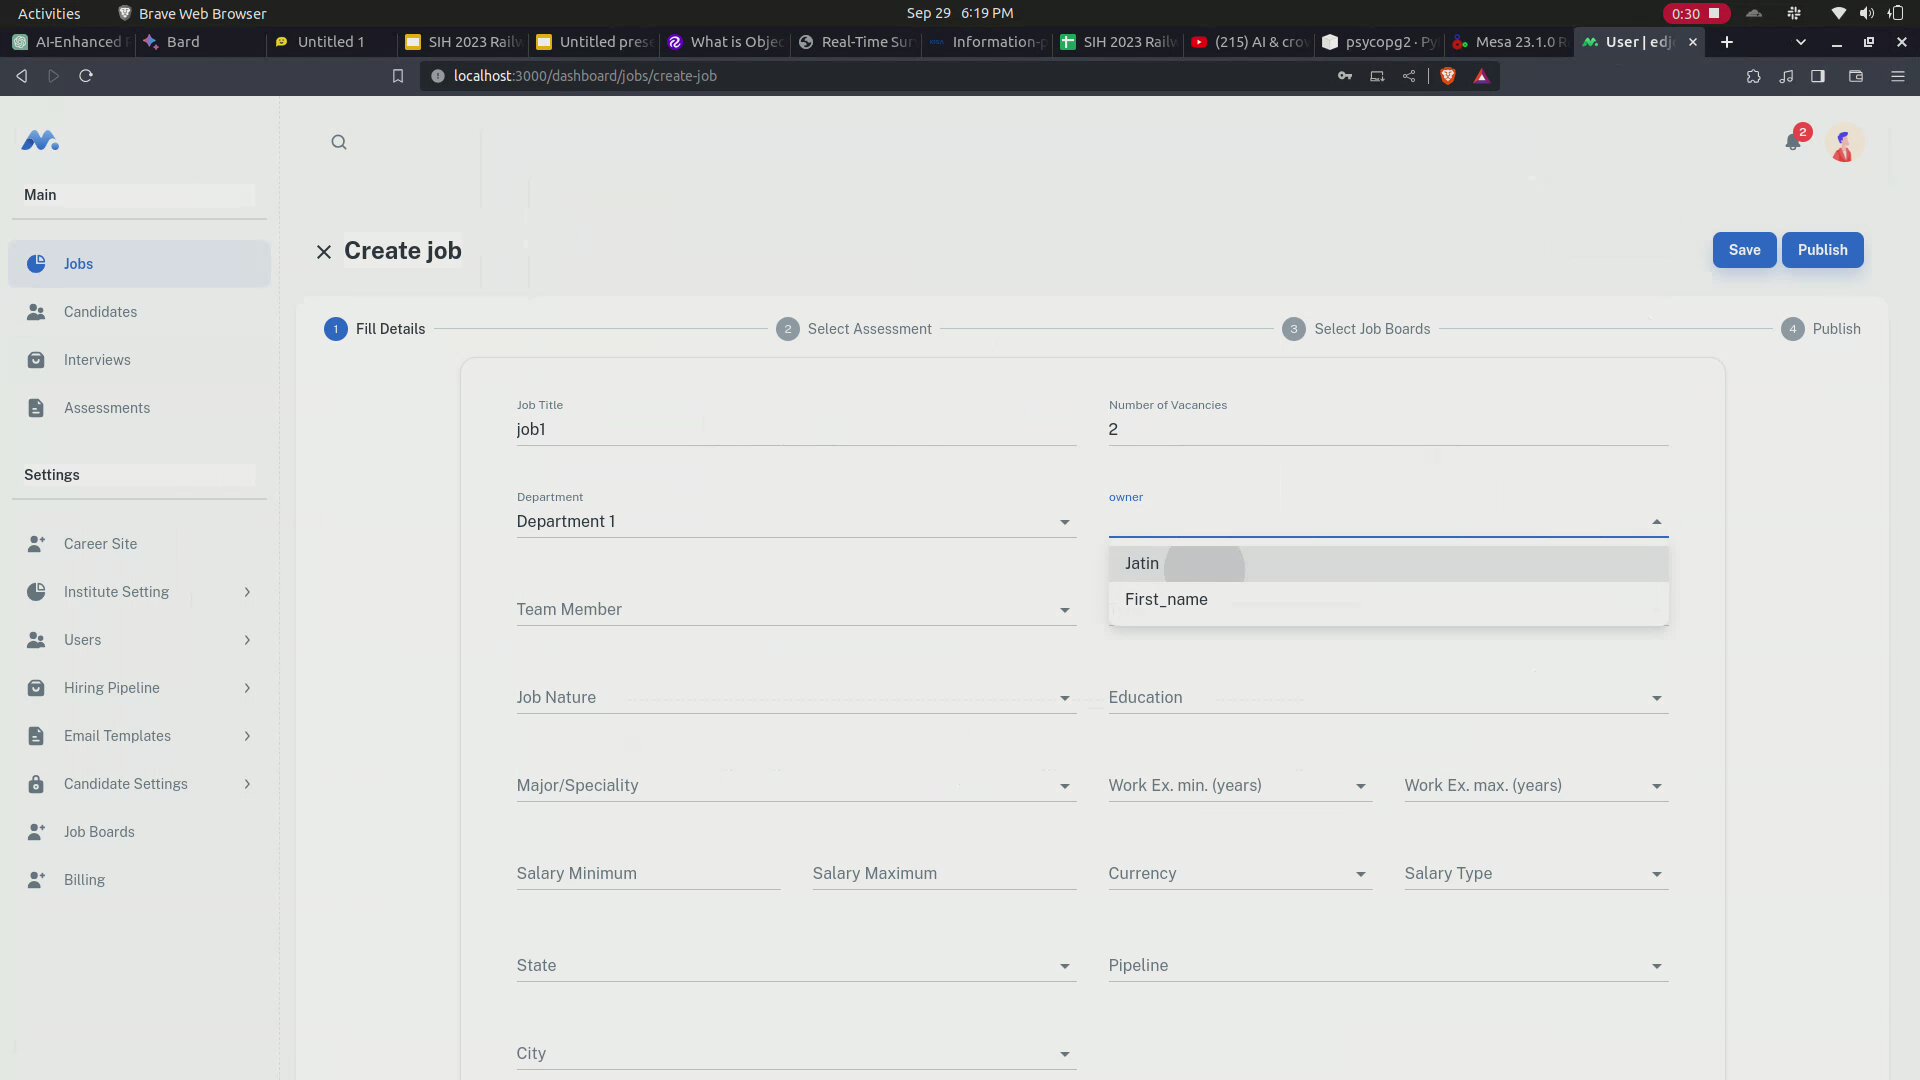 Activities
Brave Web Browser
Sep 29 6:19 PM
0:30
AI-Enhanced
Bard
Untitled 1
SIH 2023 Railw
Untitled prese
What is Objec
Real-Time Sur
Information-p
SIH 2023 Railw
(215) AI & crow
psycopg2 · Py
Mesa 23.1.0 R
User | edj
localhost:3000/dashboard/jobs/create-job
2
Main
Create job
Save
Publish
Jobs
Candidates
Interviews
Assessments
Settings
Career Site
Institute Setting
Users
Hiring Pipeline
Email Templates
Candidate Settings
Job Boards
Billing
1 Fill Details
2 Select Assessment
3 Select Job Boards
4 Publish
Job Title
job1
Number of Vacancies
2
Department
Department 1
owner
Jatin
First_name
Team Member
Job Nature
Education
Major/Speciality
Work Ex. min. (years)
Work Ex. max. (years)
Salary Minimum
Salary Maximum
Currency
Salary Type
State
Pipeline
City